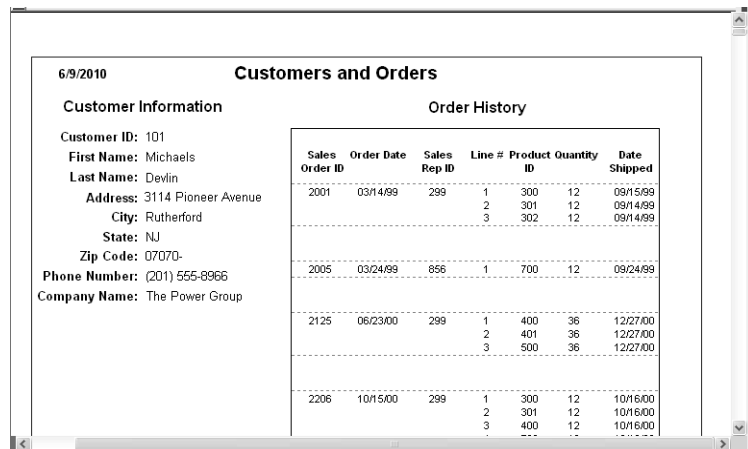 6/9/2010 Customers and Orders
Customer Information
Customer ID: 101
First Name: Michaels
Last Name: Devlin
Address: 3114 Pioneer Avenue
City: Rutherford
State: NJ
Zip Code: 07070-
Phone Number: (201) 555-8966
Company Name: The Power Group
Order History
Sales Order Date Sales Line # Product Quantity Date
Order ID Rep ID ID Shipped
2001 03/14/99 299 1 300 12 09/15/99
2 301 12 09/14/99
3 302 12 09/14/99
2005 03/24/99 856 1 700 12 09/24/99
2125 06/23/00 299 1 400 36 12/27/00
2 401 36 12/27/00
3 500 36 12/27/00
2206 10/15/00 299 1 300 12 10/16/00
2 301 12 10/16/00
3 400 12 10/16/00